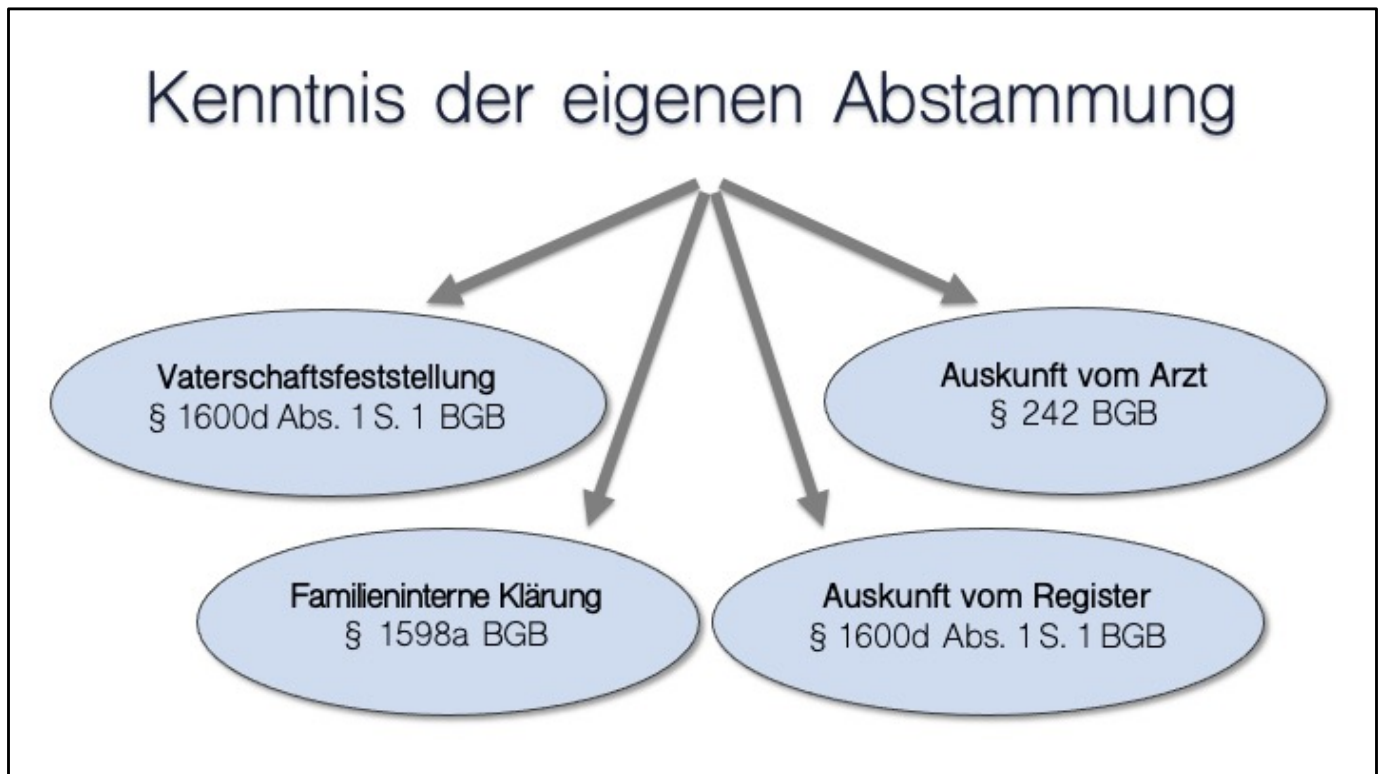 Kenntnis der eigenen Abstammung
Vaterschaftsfeststellung
§ 1600d Abs. 1 S. 1 BGB
Auskunft vom Arzt
§ 242 BGB
Familieninterne Klärung
§ 1598a BGB
Auskunft vom Register
§ 1600d Abs. 1 S. 1 BGB